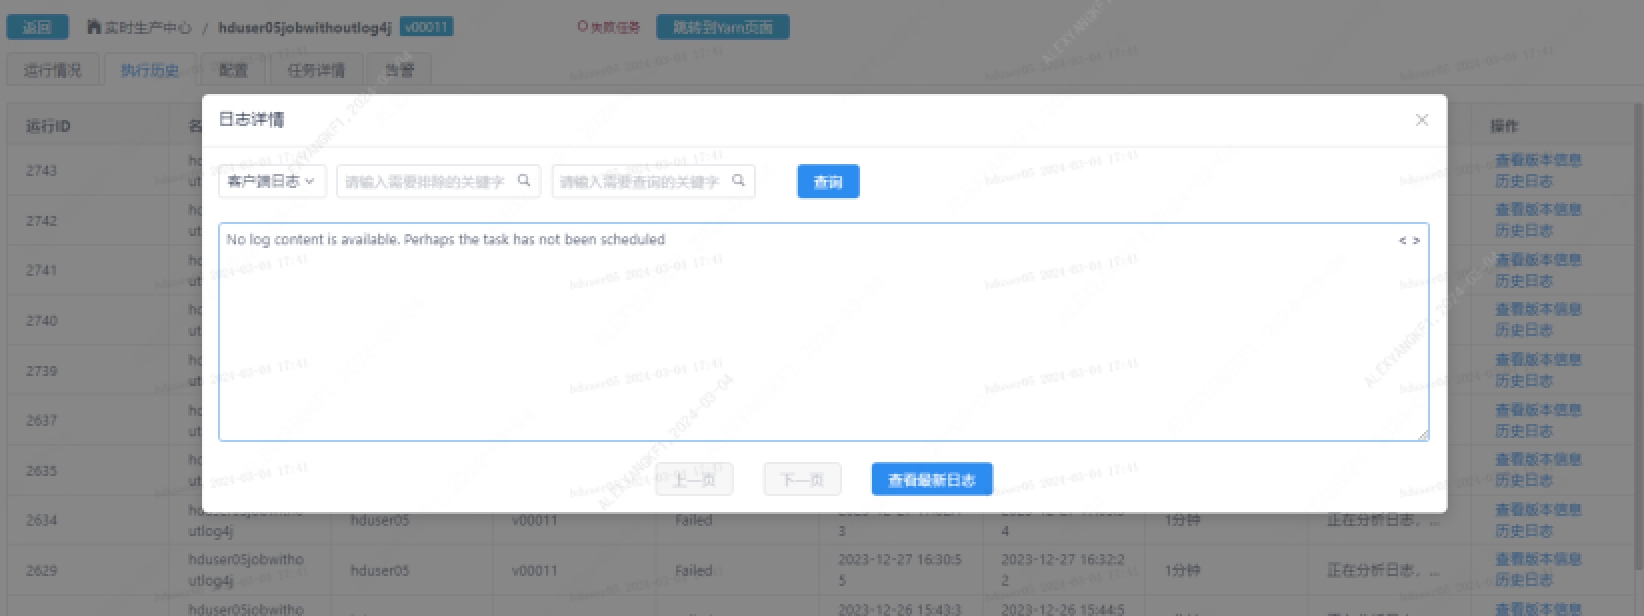 返回 实时生产中心 / hduser05jobwithoutlog4j v00011 失败任务 跳转到Yarn页面
运行情况 执行历史 配置 任务详情 告警
日志详情
运行ID 名 操作
2743 hd ut 查看版本信息 历史日志
客户端日志 请输入需要排除的关键字 请输入需要查询的关键字 查询
2742 hd ut 查看版本信息 历史日志
No log content is available. Perhaps the task has not been scheduled < >
2741 hd ut 查看版本信息 历史日志
2740 hd ut 查看版本信息 历史日志
2739 hd ut 查看版本信息 历史日志
2637 hd ut 查看版本信息 历史日志
2635 hd ut 查看版本信息 历史日志
上一页 下一页 查看最新日志
2634 hduser05jobwitho utlog4j hduser05 v00011 Failed 3 4 1分钟 正在分析日志，... 查看版本信息 历史日志
2629 hduser05jobwitho utlog4j hduser05 v00011 Failed 2023-12-27 16:30:5 5 2023-12-27 16:32:2 2 1分钟 正在分析日志，... 查看版本信息 历史日志
hduser05jobwitho 2023-12-26 15:43:3 2023-12-26 15:44:5 查看版本信息
hduser05 2024-03-04 17:41
ALEXYANGKF1, 2024-03-04